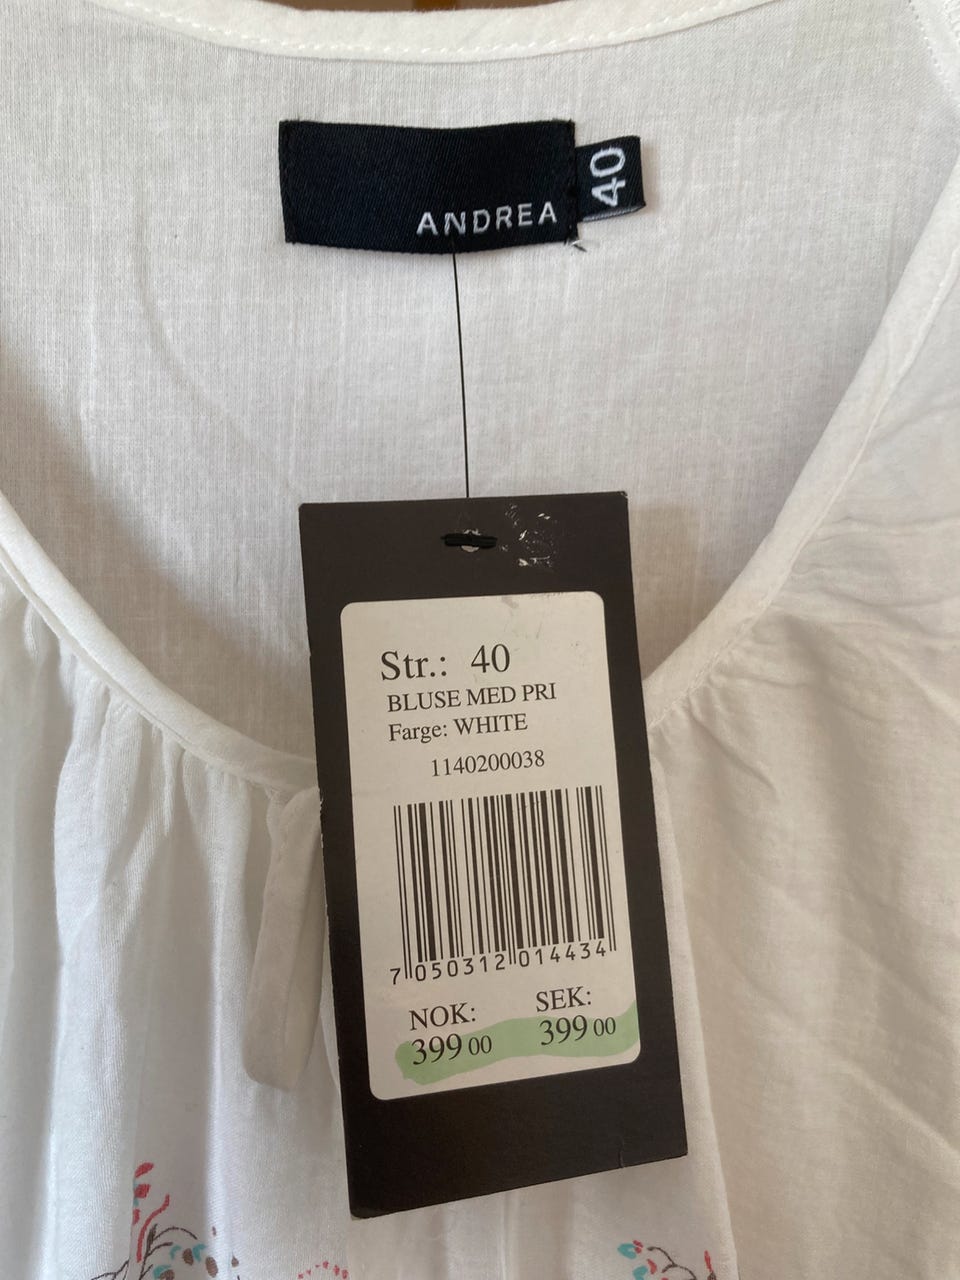 ANDREA
40
Str.: 40
BLUSE MED PRI
Farge: WHITE
1140200038
7 050312 014434
NOK: SEK:
399 00 399 00